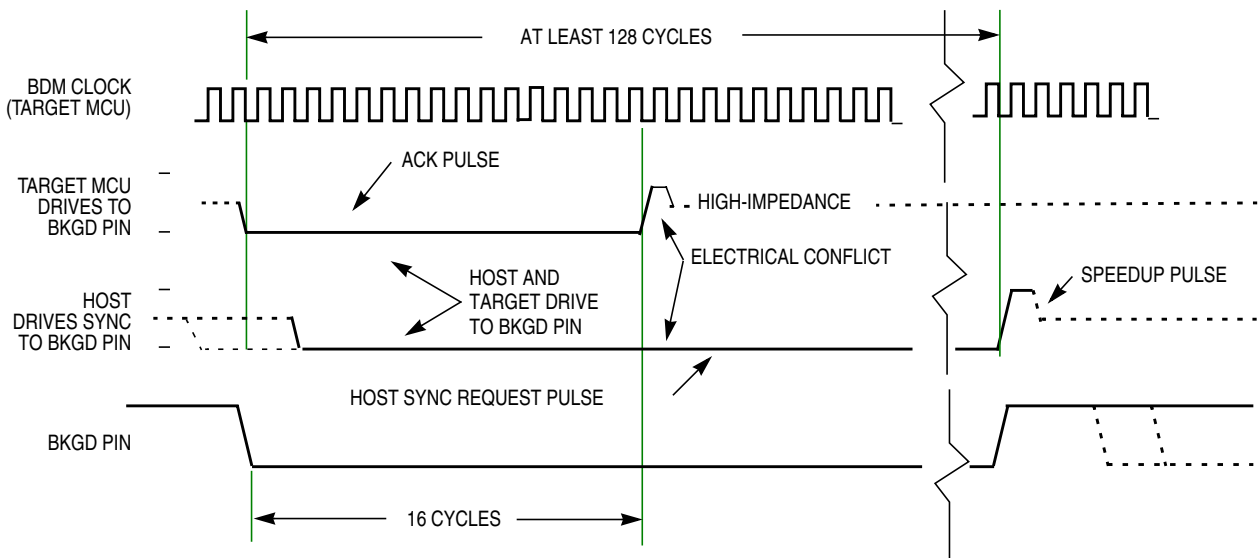 AT LEAST 128 CYCLES
BDM CLOCK
(TARGET MCU)
ACK PULSE
TARGET MCU
DRIVES TO
BKGD PIN
HIGH-IMPEDANCE
ELECTRICAL CONFLICT
HOST AND
TARGET DRIVE
TO BKGD PIN
SPEEDUP PULSE
HOST
DRIVES SYNC
TO BKGD PIN
HOST SYNC REQUEST PULSE
BKGD PIN
16 CYCLES